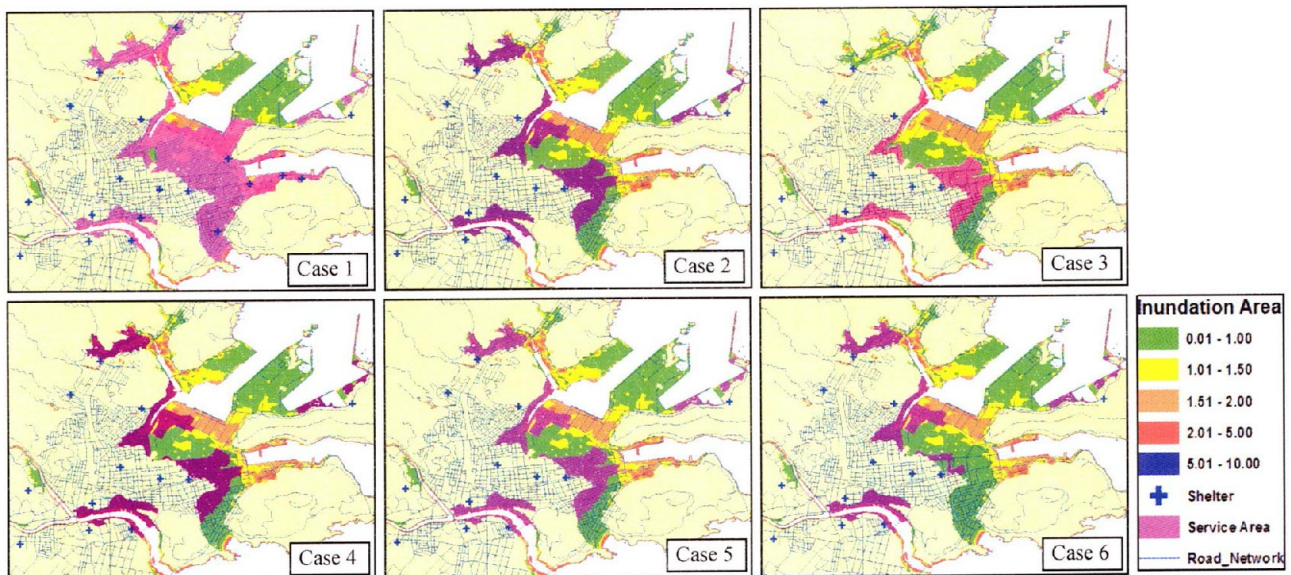 Case 1
Case 2
Case 3
Case 4
Case 5
Case 6
Inundation Area
0.01 - 1.00
1.01 - 1.50
1.51 - 2.00
2.01 - 5.00
5.01 - 10.00
Shelter
Service Area
Road_Network